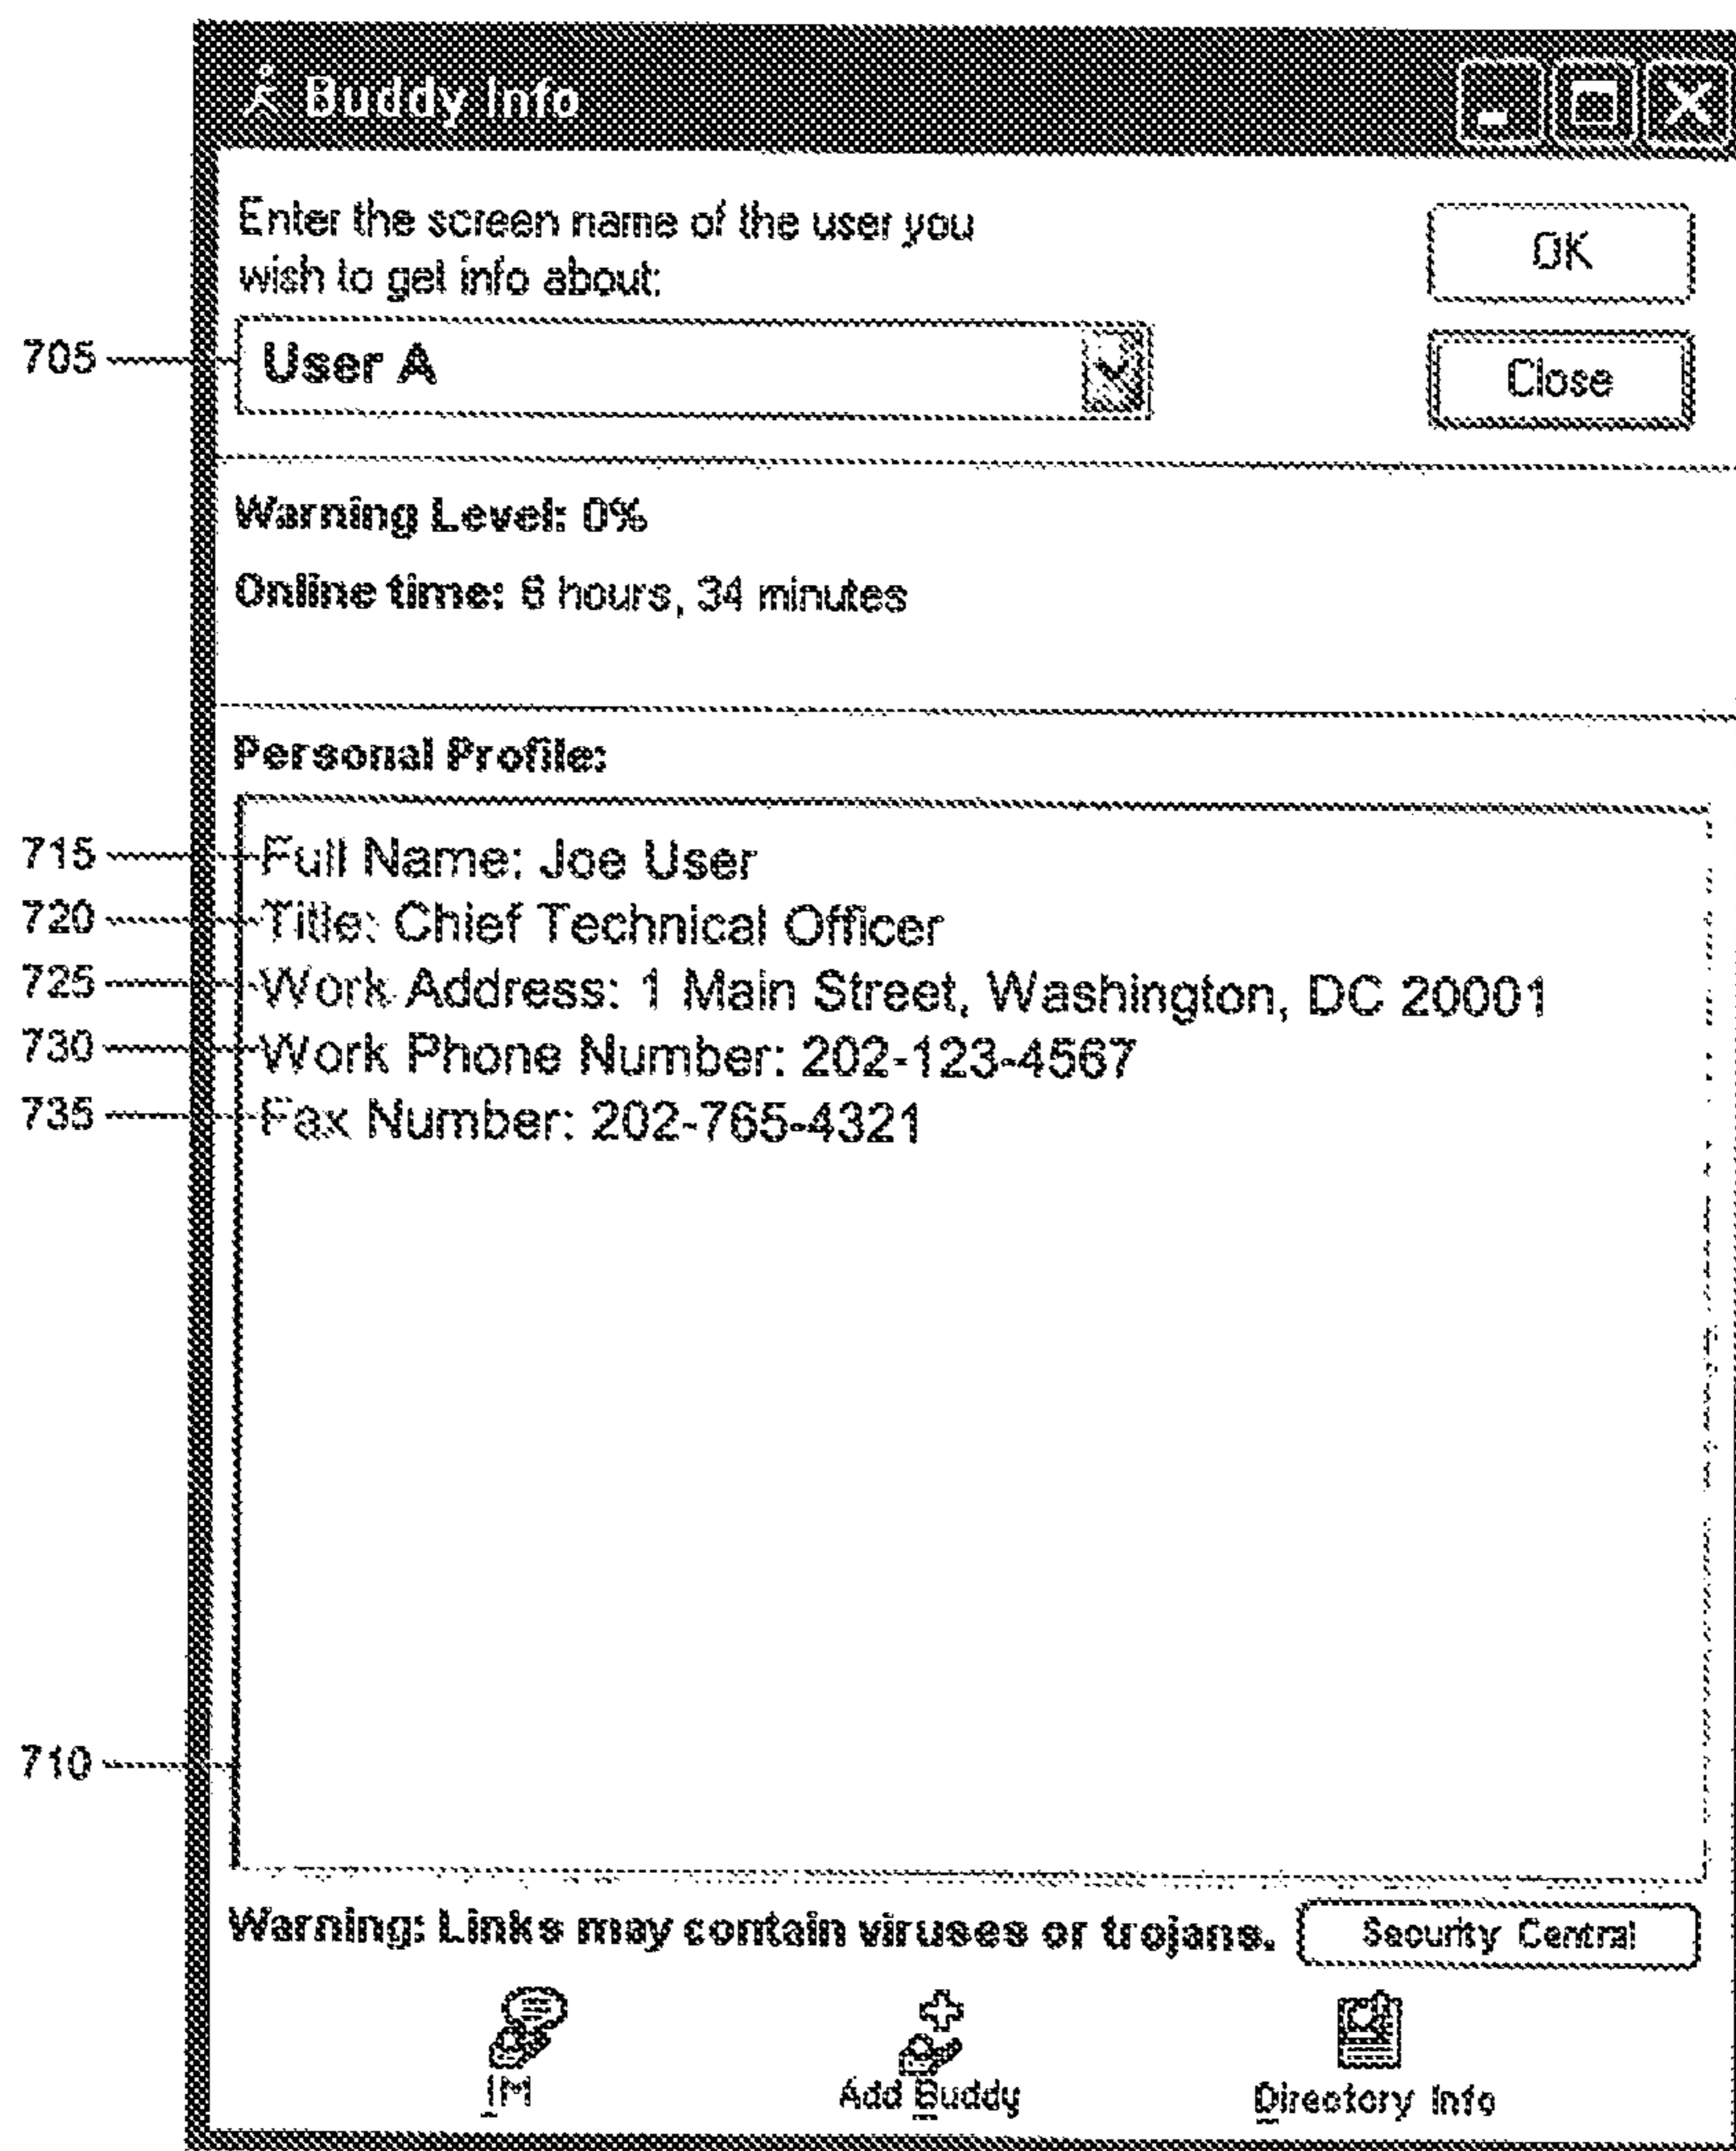 Buddy Info
Enter the screen name of the user you
wish to get info about:
OK
705
User A
Close
Warning Level: 0%
Online time: 6 hours, 34 minutes
Personal Profile:
715
Full Name: Joe User
720
Title: Chief Technical Officer
725
Work Address: 1 Main Street, Washington, DC 20001
730
Work Phone Number: 202-123-4567
735
Fax Number: 202-765-4321
710
Warning: Links may contain viruses or trojans.
Security Central
IM
Add Buddy
Directory Info